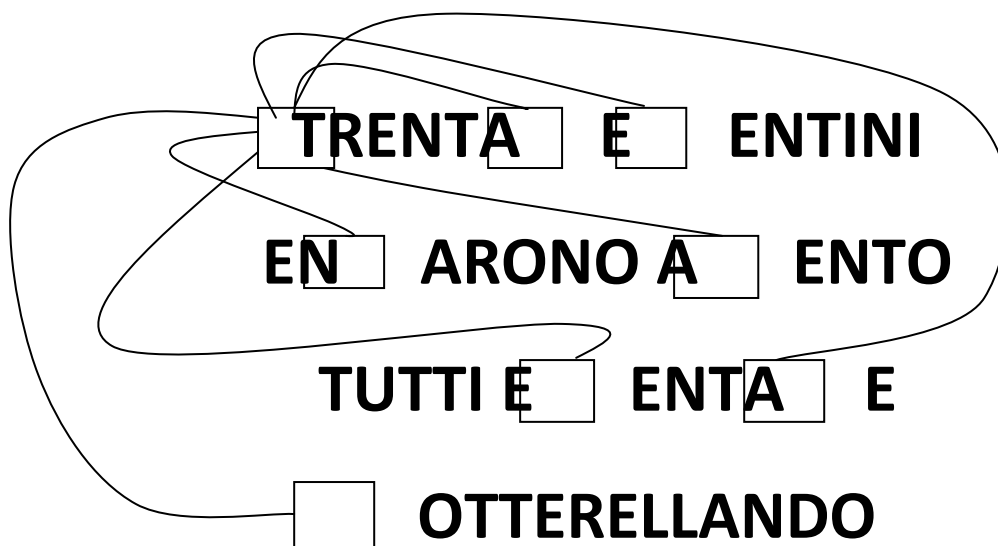 TRENTA E ENTINI
EN ARONO A ENTO
TUTTI E ENTA E
OTTERELLANDO